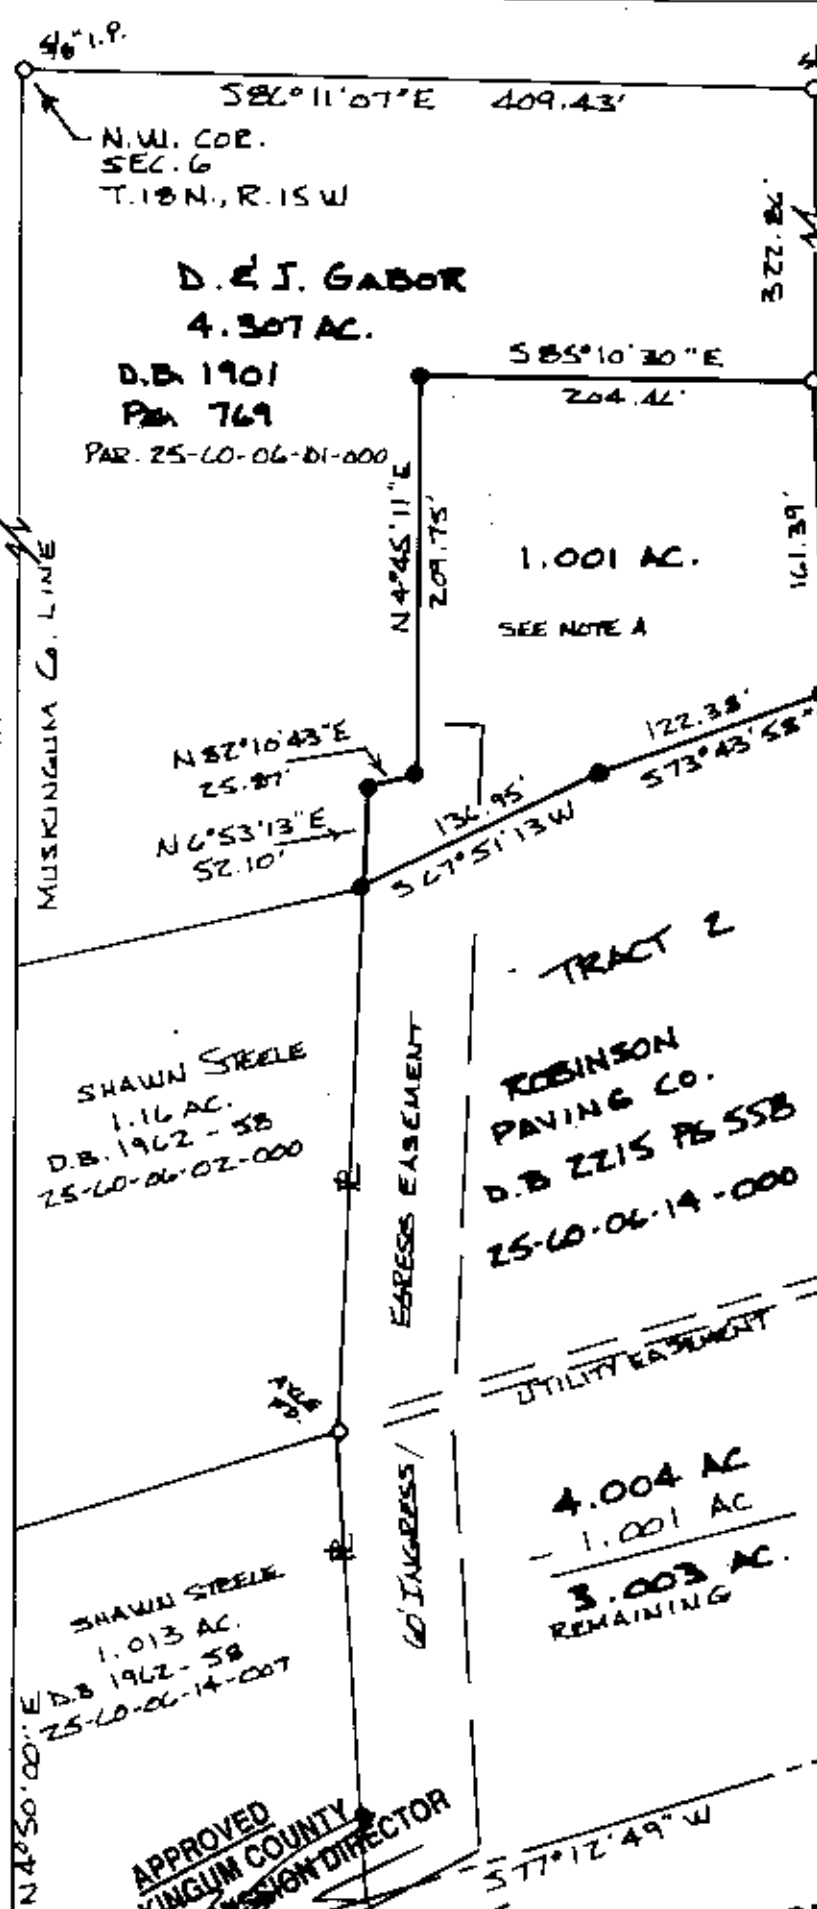 5/8" I.P.
S86°11'07"E 409.43'
N.W. COR.
SEC. 6
T.18N., R.15W
322.86'
D. & J. GABOR
4.307 AC.
D.B. 1901
PG. 769
PAR. 25-60-06-01-000
S85°10'30"E
204.46'
N4°45'11"E
209.75'
1.001 AC.
SEE NOTE A
161.39'
MUSKINGUM CO. LINE
N82°10'43"E
25.87'
N6°53'13"E
52.10'
122.38'
S73°43'58"
136.95'
S67°51'13W
TRACT 2
ROBINSON
PAVING CO.
D.B 2215 PG 558
25-60-06-14-000
SHAWN STEELE
1.16 AC.
D.B. 1962-58
25-60-06-02-000
60' INGRESS/
EGRESS EASEMENT
UTILITY EASEMENT
4.004 AC
- 1.001 AC
3.003 AC.
REMAINING
SHAWN STEELE
1.013 AC.
D.B 1962-58
25-60-06-14-007
N4°50'00"E
APPROVED
KINGUM COUNTY
SSION DIRECTOR
S77°12'49"W